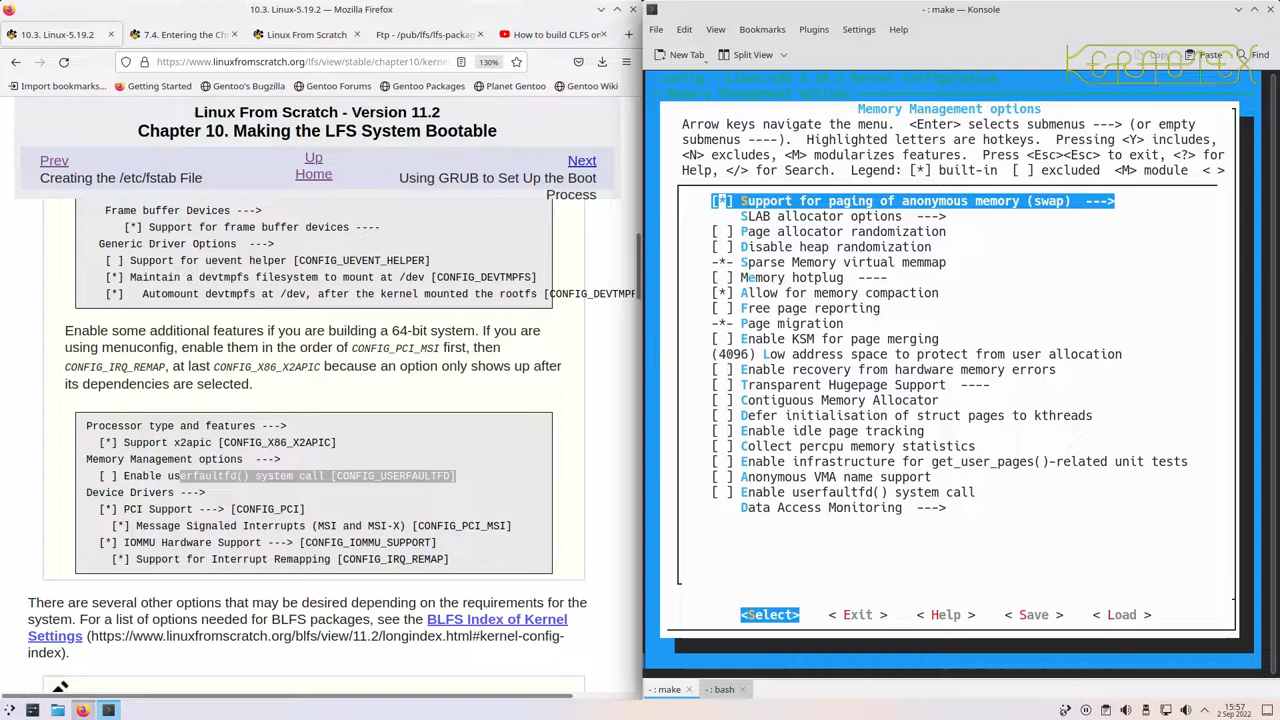 10.3. Linux-5.19.2 — Mozilla Firefox
10.3. Linux-5.19.2
7.4. Entering the Ch
Linux From Scratch
Ftp - /pub/lfs/lfs-packag
How to build CLFS on
https://www.linuxfromscratch.org/lfs/view/stable/chapter10/kerne
130%
Import bookmarks...
Getting Started
Gentoo's Bugzilla
Gentoo Forums
Gentoo Packages
Planet Gentoo
Gentoo Wiki
Linux From Scratch - Version 11.2
Chapter 10. Making the LFS System Bootable
Prev
Up
Next
Creating the /etc/fstab File
Home
Using GRUB to Set Up the Boot
Process
Frame buffer devices --->
[*] Support for frame buffer devices ----
Generic Driver Options --->
[ ] Support for uevent helper [CONFIG_UEVENT_HELPER]
[*] Maintain a devtmpfs filesystem to mount at /dev [CONFIG_DEVTMPFS]
[*] Automount devtmpfs at /dev, after the kernel mounted the rootfs [CONFIG_DEVTMPF
Enable some additional features if you are building a 64-bit system. If you are
using menuconfig, enable them in the order of CONFIG_PCI_MSI first, then
CONFIG_IRQ_REMAP, at last CONFIG_X86_X2APIC because an option only shows up after
its dependencies are selected.
Processor type and features --->
[*] Support x2apic [CONFIG_X86_X2APIC]
Memory Management options --->
[ ] Enable userfaultfd() system call [CONFIG_USERFAULTFD]
Device Drivers --->
[*] PCI Support ---> [CONFIG_PCI]
[*] Message Signaled Interrupts (MSI and MSI-X) [CONFIG_PCI_MSI]
[*] IOMMU Hardware Support ---> [CONFIG_IOMMU_SUPPORT]
[*] Support for Interrupt Remapping [CONFIG_IRQ_REMAP]
There are several other options that may be desired depending on the requirements for the
system. For a list of options needed for BLFS packages, see the BLFS Index of Kernel
Settings (https://www.linuxfromscratch.org/blfs/view/11.2/longindex.html#kernel-config-
index).
- : make — Konsole
File Edit View Bookmarks Plugins Settings Help
New Tab
Split View
Copy
Paste
Find
KERNOTEX
.config - Linux/x86 5.19.2 Kernel Configuration
> Memory Management options
Memory Management options
Arrow keys navigate the menu. <Enter> selects submenus ---> (or empty
submenus ----). Highlighted letters are hotkeys. Pressing <Y> includes,
<N> excludes, <M> modularizes features. Press <Esc><Esc> to exit, <?> for
Help, </> for Search. Legend: [*] built-in [ ] excluded <M> module < >
[*] Support for paging of anonymous memory (swap) --->
SLAB allocator options --->
[ ] Page allocator randomization
[ ] Disable heap randomization
-*- Sparse Memory virtual memmap
[ ] Memory hotplug ----
[*] Allow for memory compaction
[ ] Free page reporting
-*- Page migration
[ ] Enable KSM for page merging
(4096) Low address space to protect from user allocation
[ ] Enable recovery from hardware memory errors
[ ] Transparent Hugepage Support ----
[ ] Contiguous Memory Allocator
[ ] Defer initialisation of struct pages to kthreads
[ ] Enable idle page tracking
[ ] Collect percpu memory statistics
[ ] Enable infrastructure for get_user_pages()-related unit tests
[ ] Anonymous VMA name support
[ ] Enable userfaultfd() system call
Data Access Monitoring --->
<Select> < Exit > < Help > < Save > < Load >
- : make
- : bash
15:57
2 Sep 2022